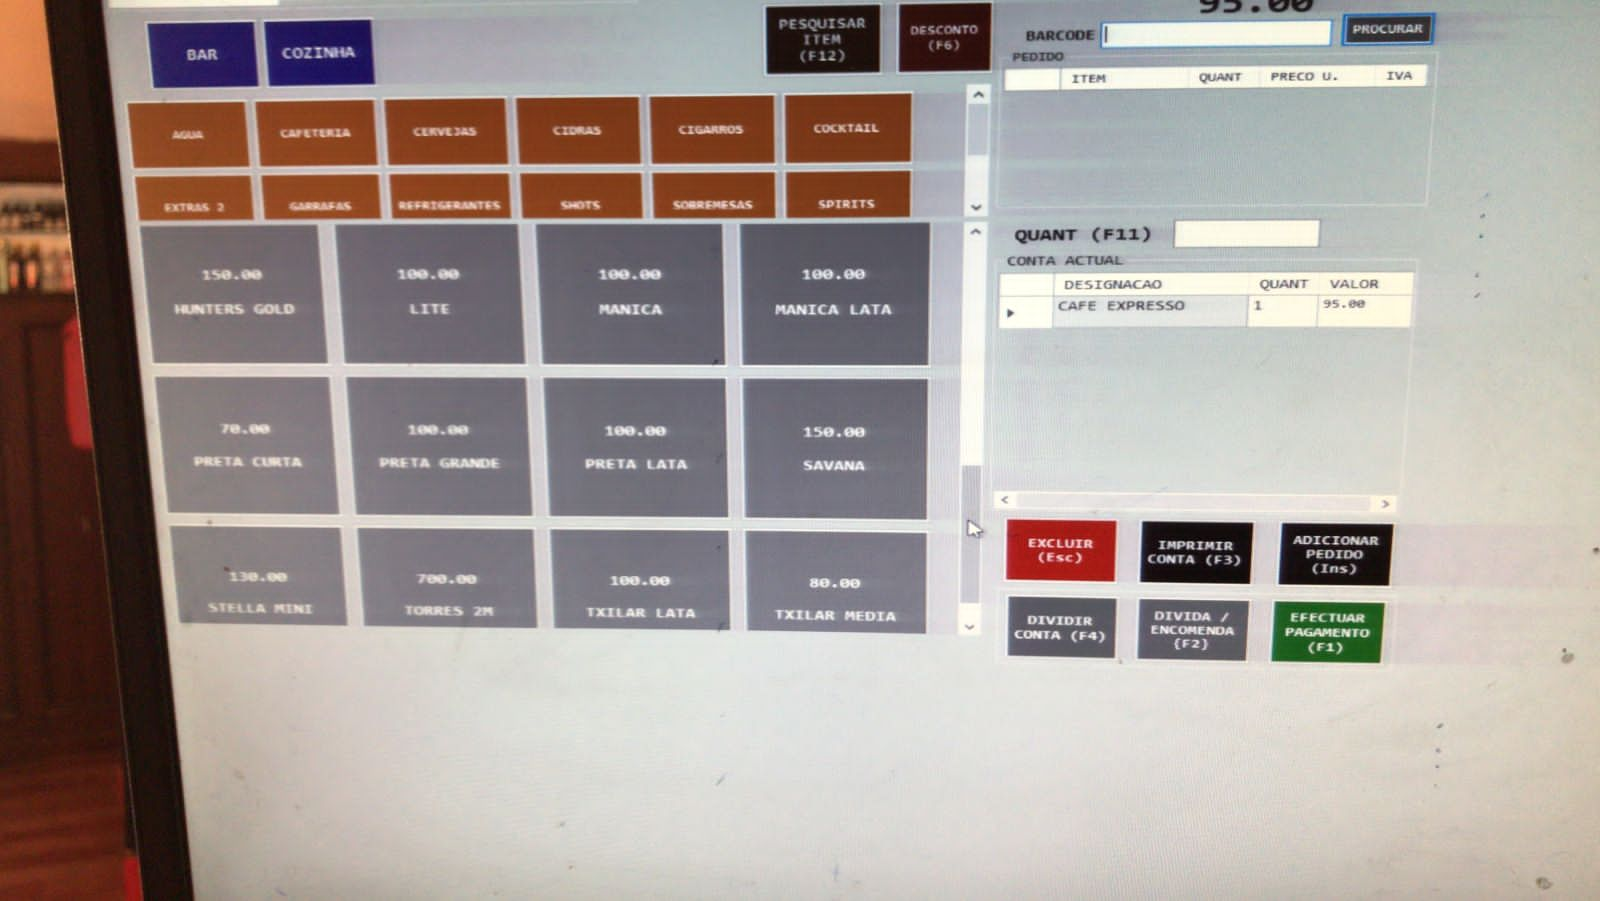 95.00
BAR
COZINHA
PESQUISAR
ITEM
(F12)
DESCONTO
(F6)
BARCODE
PROCURAR
PEDIDO
ITEM QUANT PRECO U. IVA
AGUA
CAFETERIA
CERVEJAS
CIDRAS
CIGARROS
COCKTAIL
EXTRAS 2
GARRAFAS
REFRIGERANTES
SHOTS
SOBREMESAS
SPIRITS
150.00
HUNTERS GOLD
100.00
LITE
100.00
MANICA
100.00
MANICA LATA
70.00
PRETA CURTA
100.00
PRETA GRANDE
100.00
PRETA LATA
150.00
SAVANA
130.00
STELLA MINI
700.00
TORRES 2M
100.00
TXILAR LATA
80.00
TXILAR MEDIA
QUANT (F11)
CONTA ACTUAL
DESIGNACAO QUANT VALOR
CAFE EXPRESSO 1 95.00
EXCLUIR
(Esc)
IMPRIMIR
CONTA (F3)
ADICIONAR
PEDIDO
(Ins)
DIVIDIR
CONTA (F4)
DIVIDA /
ENCOMENDA
(F2)
EFECTUAR
PAGAMENTO
(F1)